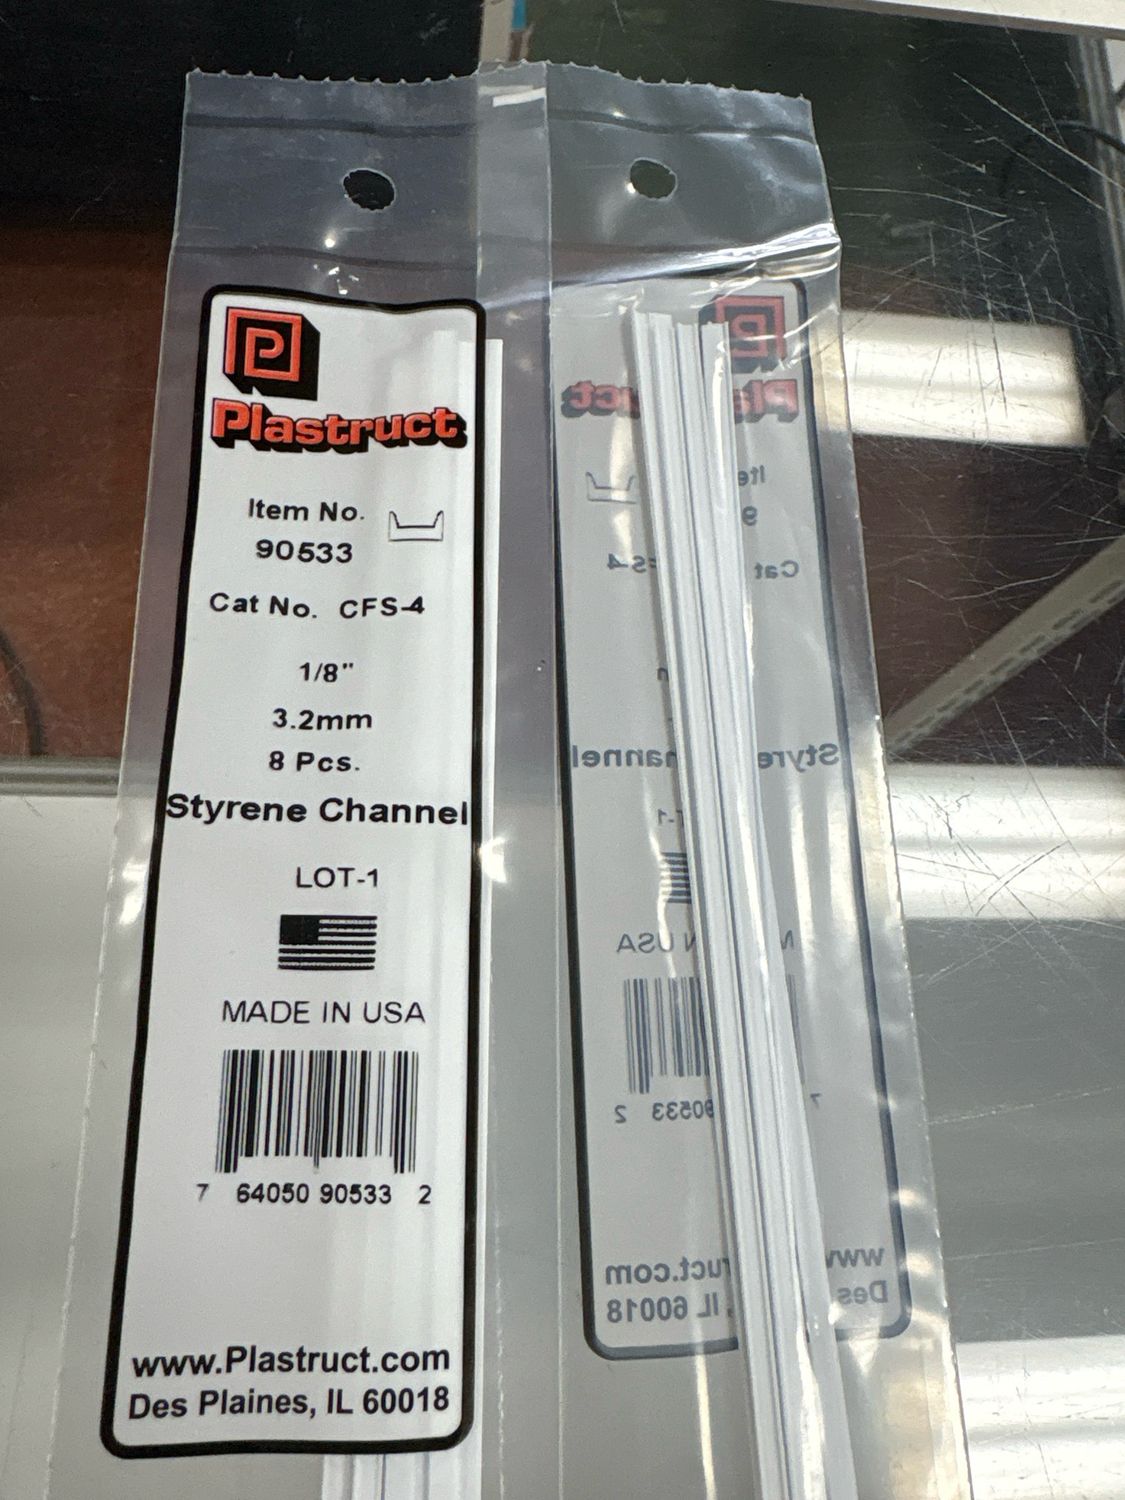 P
Plastruct
Item No.
90533
Cat No. CFS-4
1/8"
3.2mm
8 Pcs.
Styrene Channel
LOT-1
MADE IN USA
7 64050 90533 2
www.Plastruct.com
Des Plaines, IL 60018